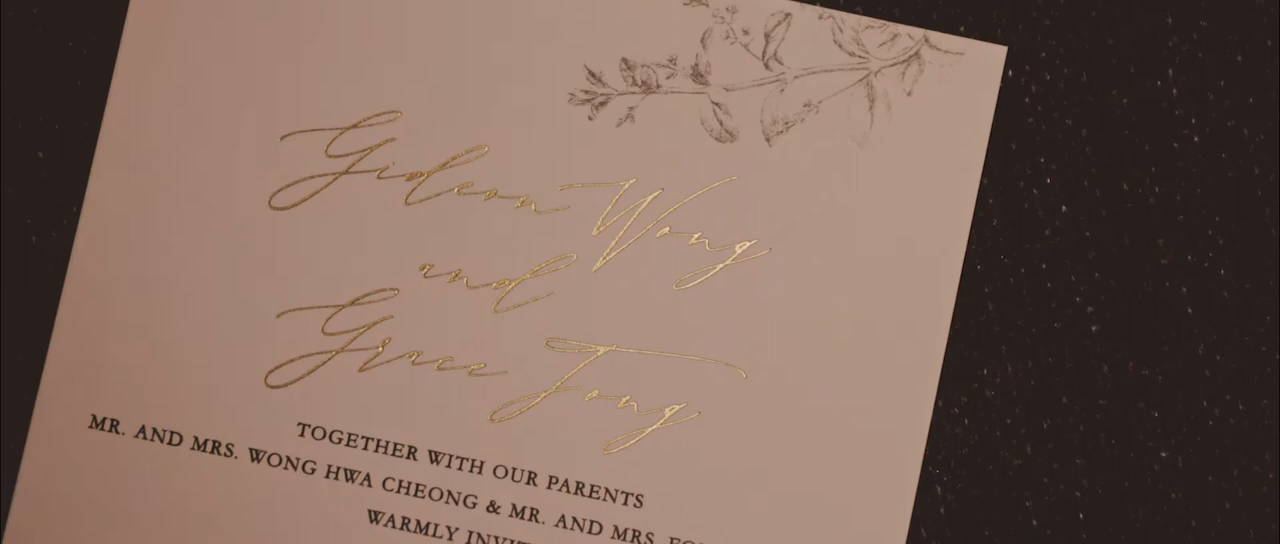 Gideon Wong
and
Grace Fong
TOGETHER WITH OUR PARENTS
MR. AND MRS. WONG HWA CHEONG & MR. AND MRS.
WARMLY